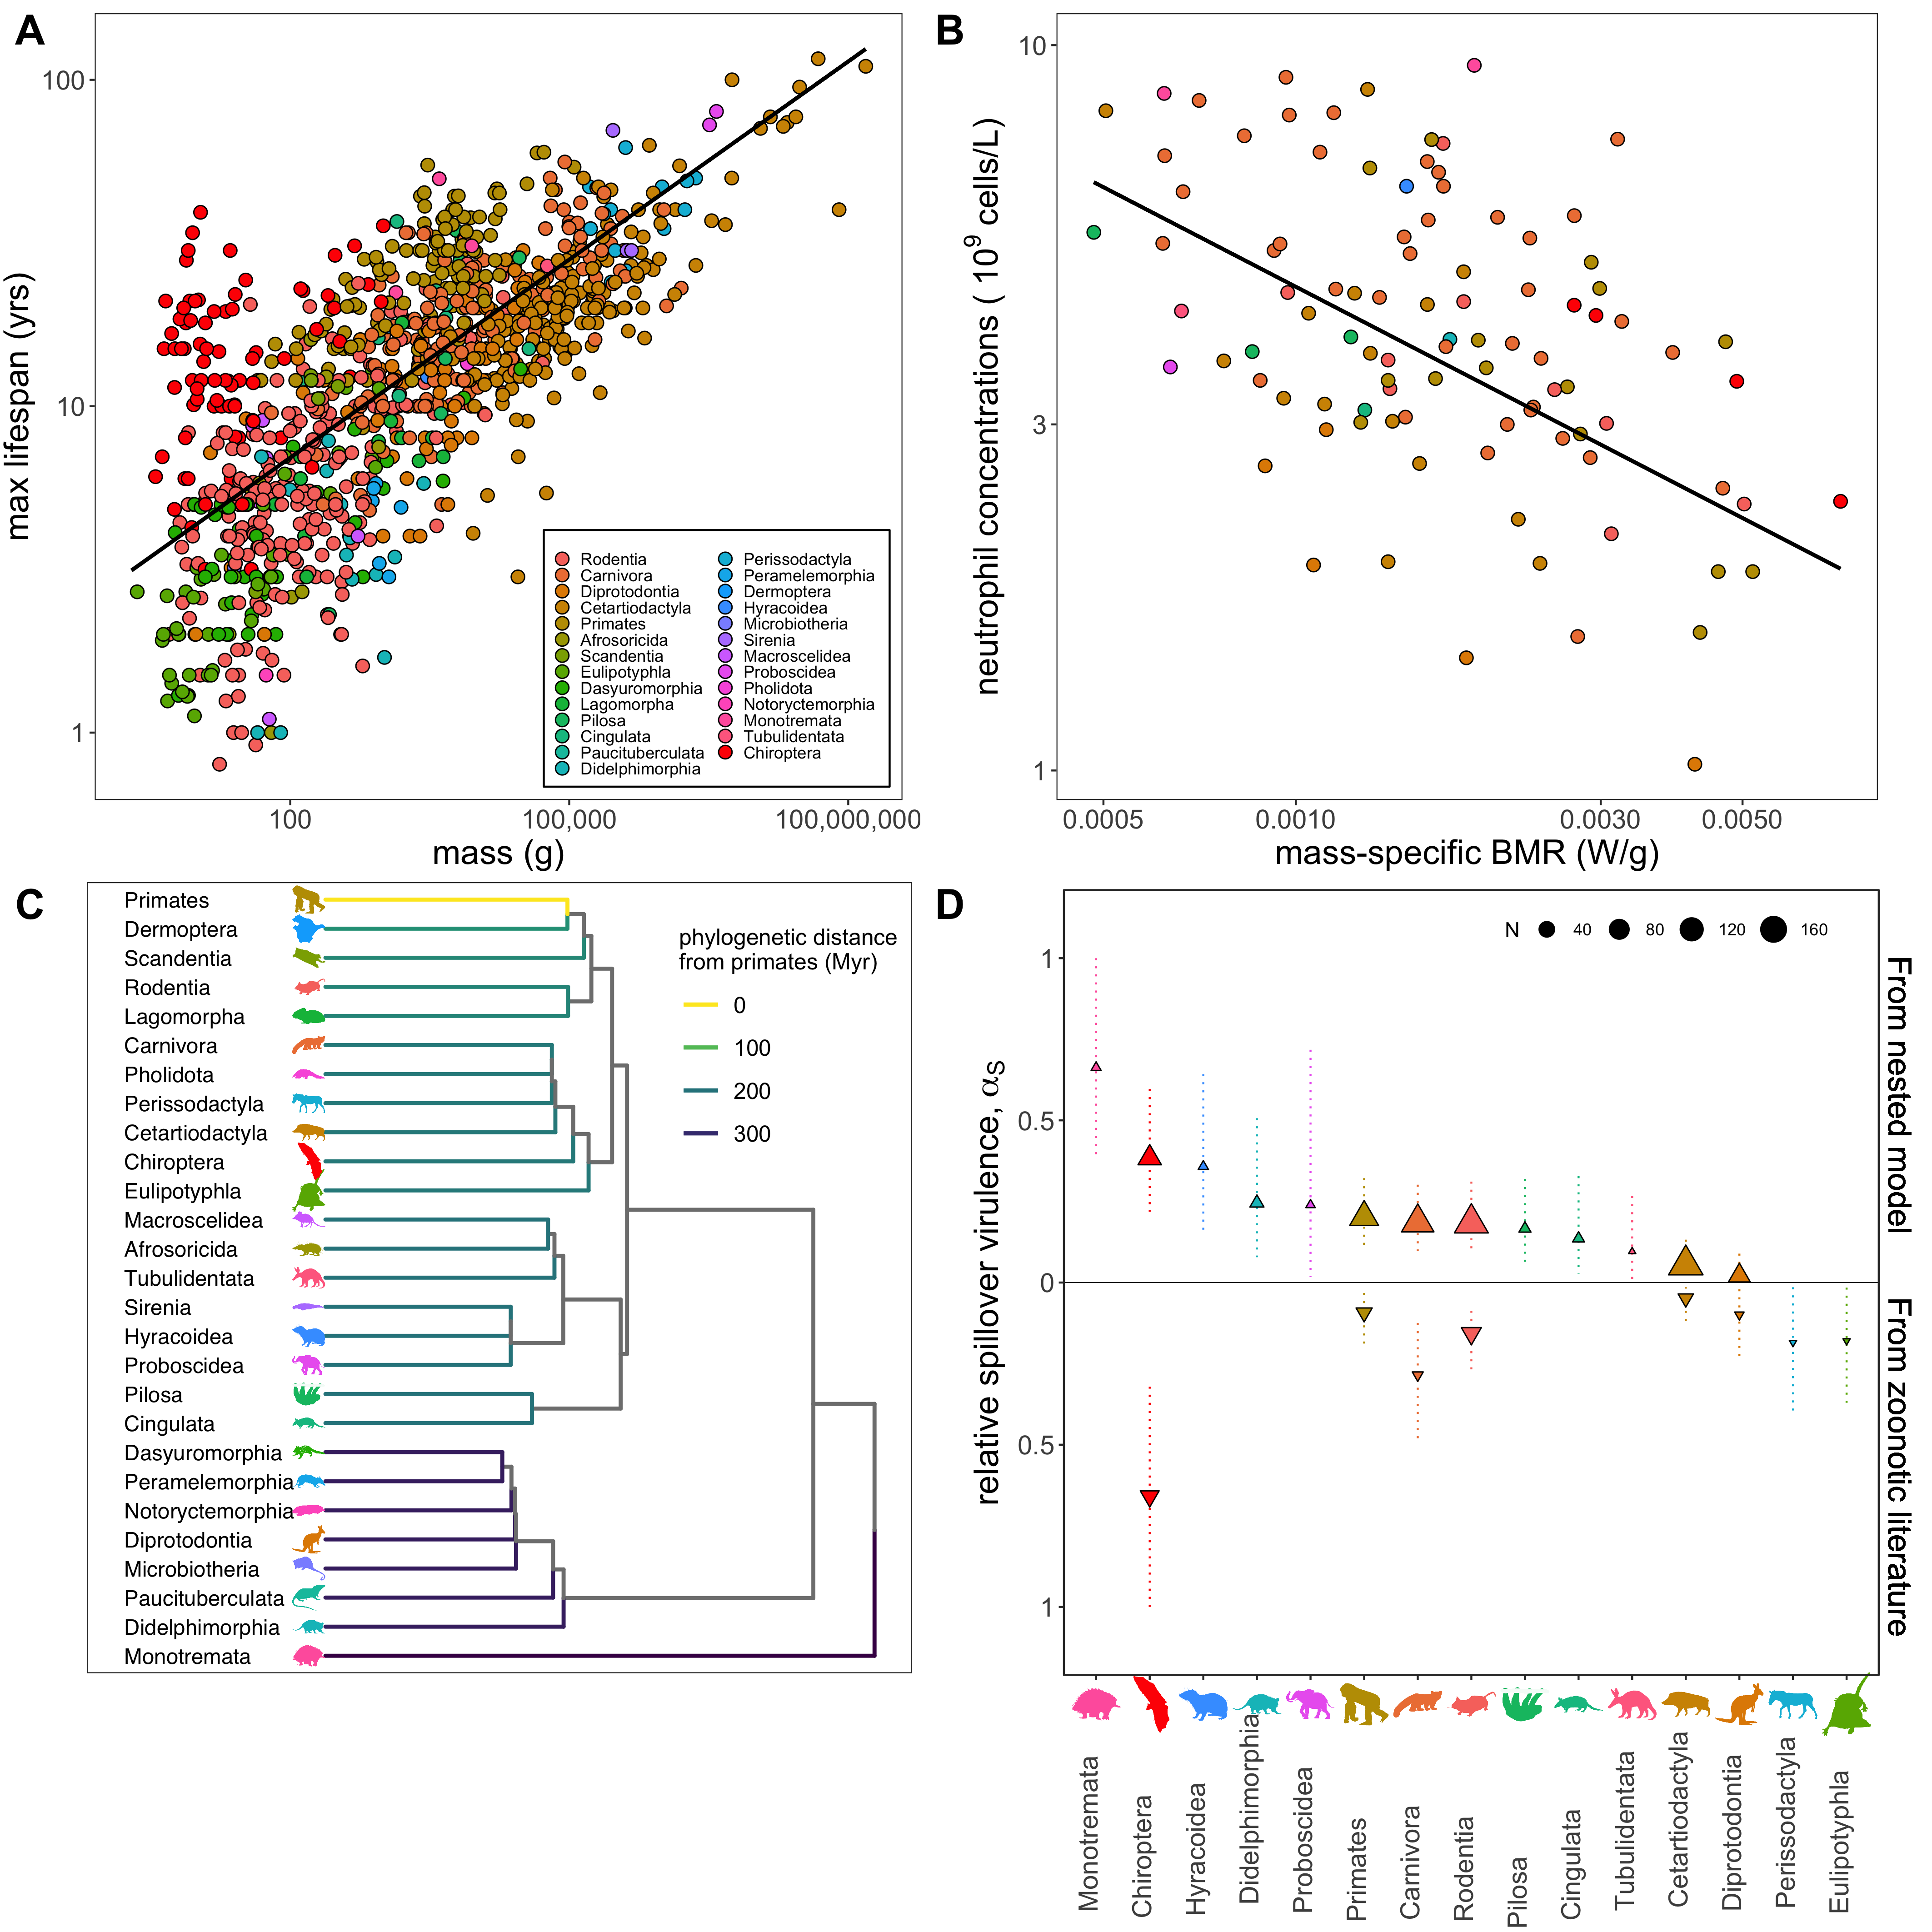 A
max lifespan (yrs)
100
10
1
100
100,000
100,000,000
mass (g)
Rodentia
Carnivora
Diprotodontia
Cetartiodactyla
Primates
Afrosoricida
Scandentia
Eulipotyphla
Dasyuromorphia
Lagomorpha
Pilosa
Cingulata
Paucituberculata
Didelphimorphia
Perissodactyla
Peramelemorphia
Dermoptera
Hyracoidea
Microbiotheria
Sirenia
Macroscelidea
Proboscidea
Pholidota
Notoryctemorphia
Monotremata
Tubulidentata
Chiroptera
B
neutrophil concentrations ( 10⁹ cells/L)
10
3
1
0.0005
0.0010
0.0030
0.0050
mass-specific BMR (W/g)
C
Primates
Dermoptera
Scandentia
Rodentia
Lagomorpha
Carnivora
Pholidota
Perissodactyla
Cetartiodactyla
Chiroptera
Eulipotyphla
Macroscelidea
Afrosoricida
Tubulidentata
Sirenia
Hyracoidea
Proboscidea
Pilosa
Cingulata
Dasyuromorphia
Peramelemorphia
Notoryctemorphia
Diprotodontia
Microbiotheria
Paucituberculata
Didelphimorphia
Monotremata
phylogenetic distance
from primates (Myr)
0
100
200
300
D
relative spillover virulence, αS
N 40 80 120 160
1
0.5
0
0.5
1
From nested model
From zoonotic literature
Monotremata
Chiroptera
Hyracoidea
Didelphimorphia
Proboscidea
Primates
Carnivora
Rodentia
Pilosa
Cingulata
Tubulidentata
Cetartiodactyla
Diprotodontia
Perissodactyla
Eulipotyphla